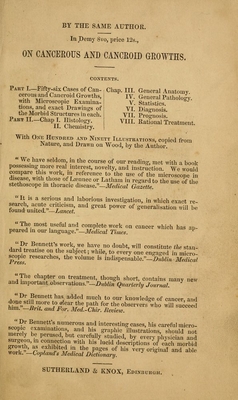 BY THE SAME AUTHOR.
In Demy 8vo, price 12s.,
ON CANCEROUS AND CANCROID GROWTHS.
CONTENTS.
PART I.—Fifty-six Cases of Can-
cerous and Cancroid Growths,
with Microscopic Examina-
tions, and exact Drawings of
the Morbid Structures in each.
PART II.—Chap I. Histology.
II. Chemistry.
Chap. III. General Anatomy.
IV. General Pathology.
V. Statistics.
VI. Diagnosis.
VII. Prognosis.
VIII. Rational Treatment.
With ONE HUNDRED AND NINETY ILLUSTRATIONS, copied from
Nature, and Drawn on Wood, by the Author.
"We have seldom, in the course of our reading, met with a book
possessing more real interest, novelty, and instruction. We would
compare this work, in reference to the use of the microscope in
disease, with those of Lennec or Latham in regard to the use of the
stethoscope in thoracic disease."—Medical Gazette.
"It is a serious and laborious investigation, in which exact re-
search, acute criticism, and great power of generalisation will be
found united."—Lancet.
"The most useful and complete work on cancer which has ap-
peared in our language."—Medical Times.
"Dr Bennett's work, we have no doubt, will constitute the stan-
dard treatise on the subject; while, to every one engaged in micro-
scopic researches, the volume is indispensable."—Dublin Medical
Press.
"The chapter on treatment, though short, contains many new
and important observations."—Dublin Quarterly Journal.
"Dr Bennett has added much to our knowledge of cancer, and
done still more to clear the path for the observers who will succeed
him."—Brit. and For. Med.-Chir. Review.
"Dr Bennett's numerous and interesting cases, his careful micro-
scopic examinations, and his graphic illustrations, should not
merely be perused, but carefully studied, by every physician and
surgeon, in connection with his lucid descriptions of each morbid
growth, as exhibited in the pages of his very original and able
work."—Copland's Medical Dictionary.
SUTHERLAND & KNOX, EDINBURGH.